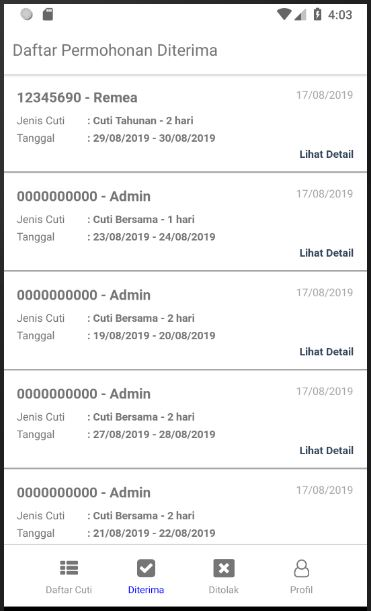 4:03
Daftar Permohonan Diterima
12345690 - Remea 17/08/2019
Jenis Cuti : Cuti Tahunan - 2 hari
Tanggal : 29/08/2019 - 30/08/2019
Lihat Detail
0000000000 - Admin 17/08/2019
Jenis Cuti : Cuti Bersama - 1 hari
Tanggal : 23/08/2019 - 24/08/2019
Lihat Detail
0000000000 - Admin 17/08/2019
Jenis Cuti : Cuti Bersama - 2 hari
Tanggal : 19/08/2019 - 20/08/2019
Lihat Detail
0000000000 - Admin 17/08/2019
Jenis Cuti : Cuti Bersama - 2 hari
Tanggal : 27/08/2019 - 28/08/2019
Lihat Detail
0000000000 - Admin 17/08/2019
Jenis Cuti : Cuti Bersama - 2 hari
Tanggal : 21/08/2019 - 22/08/2019
Daftar Cuti Diterima Ditolak Profil